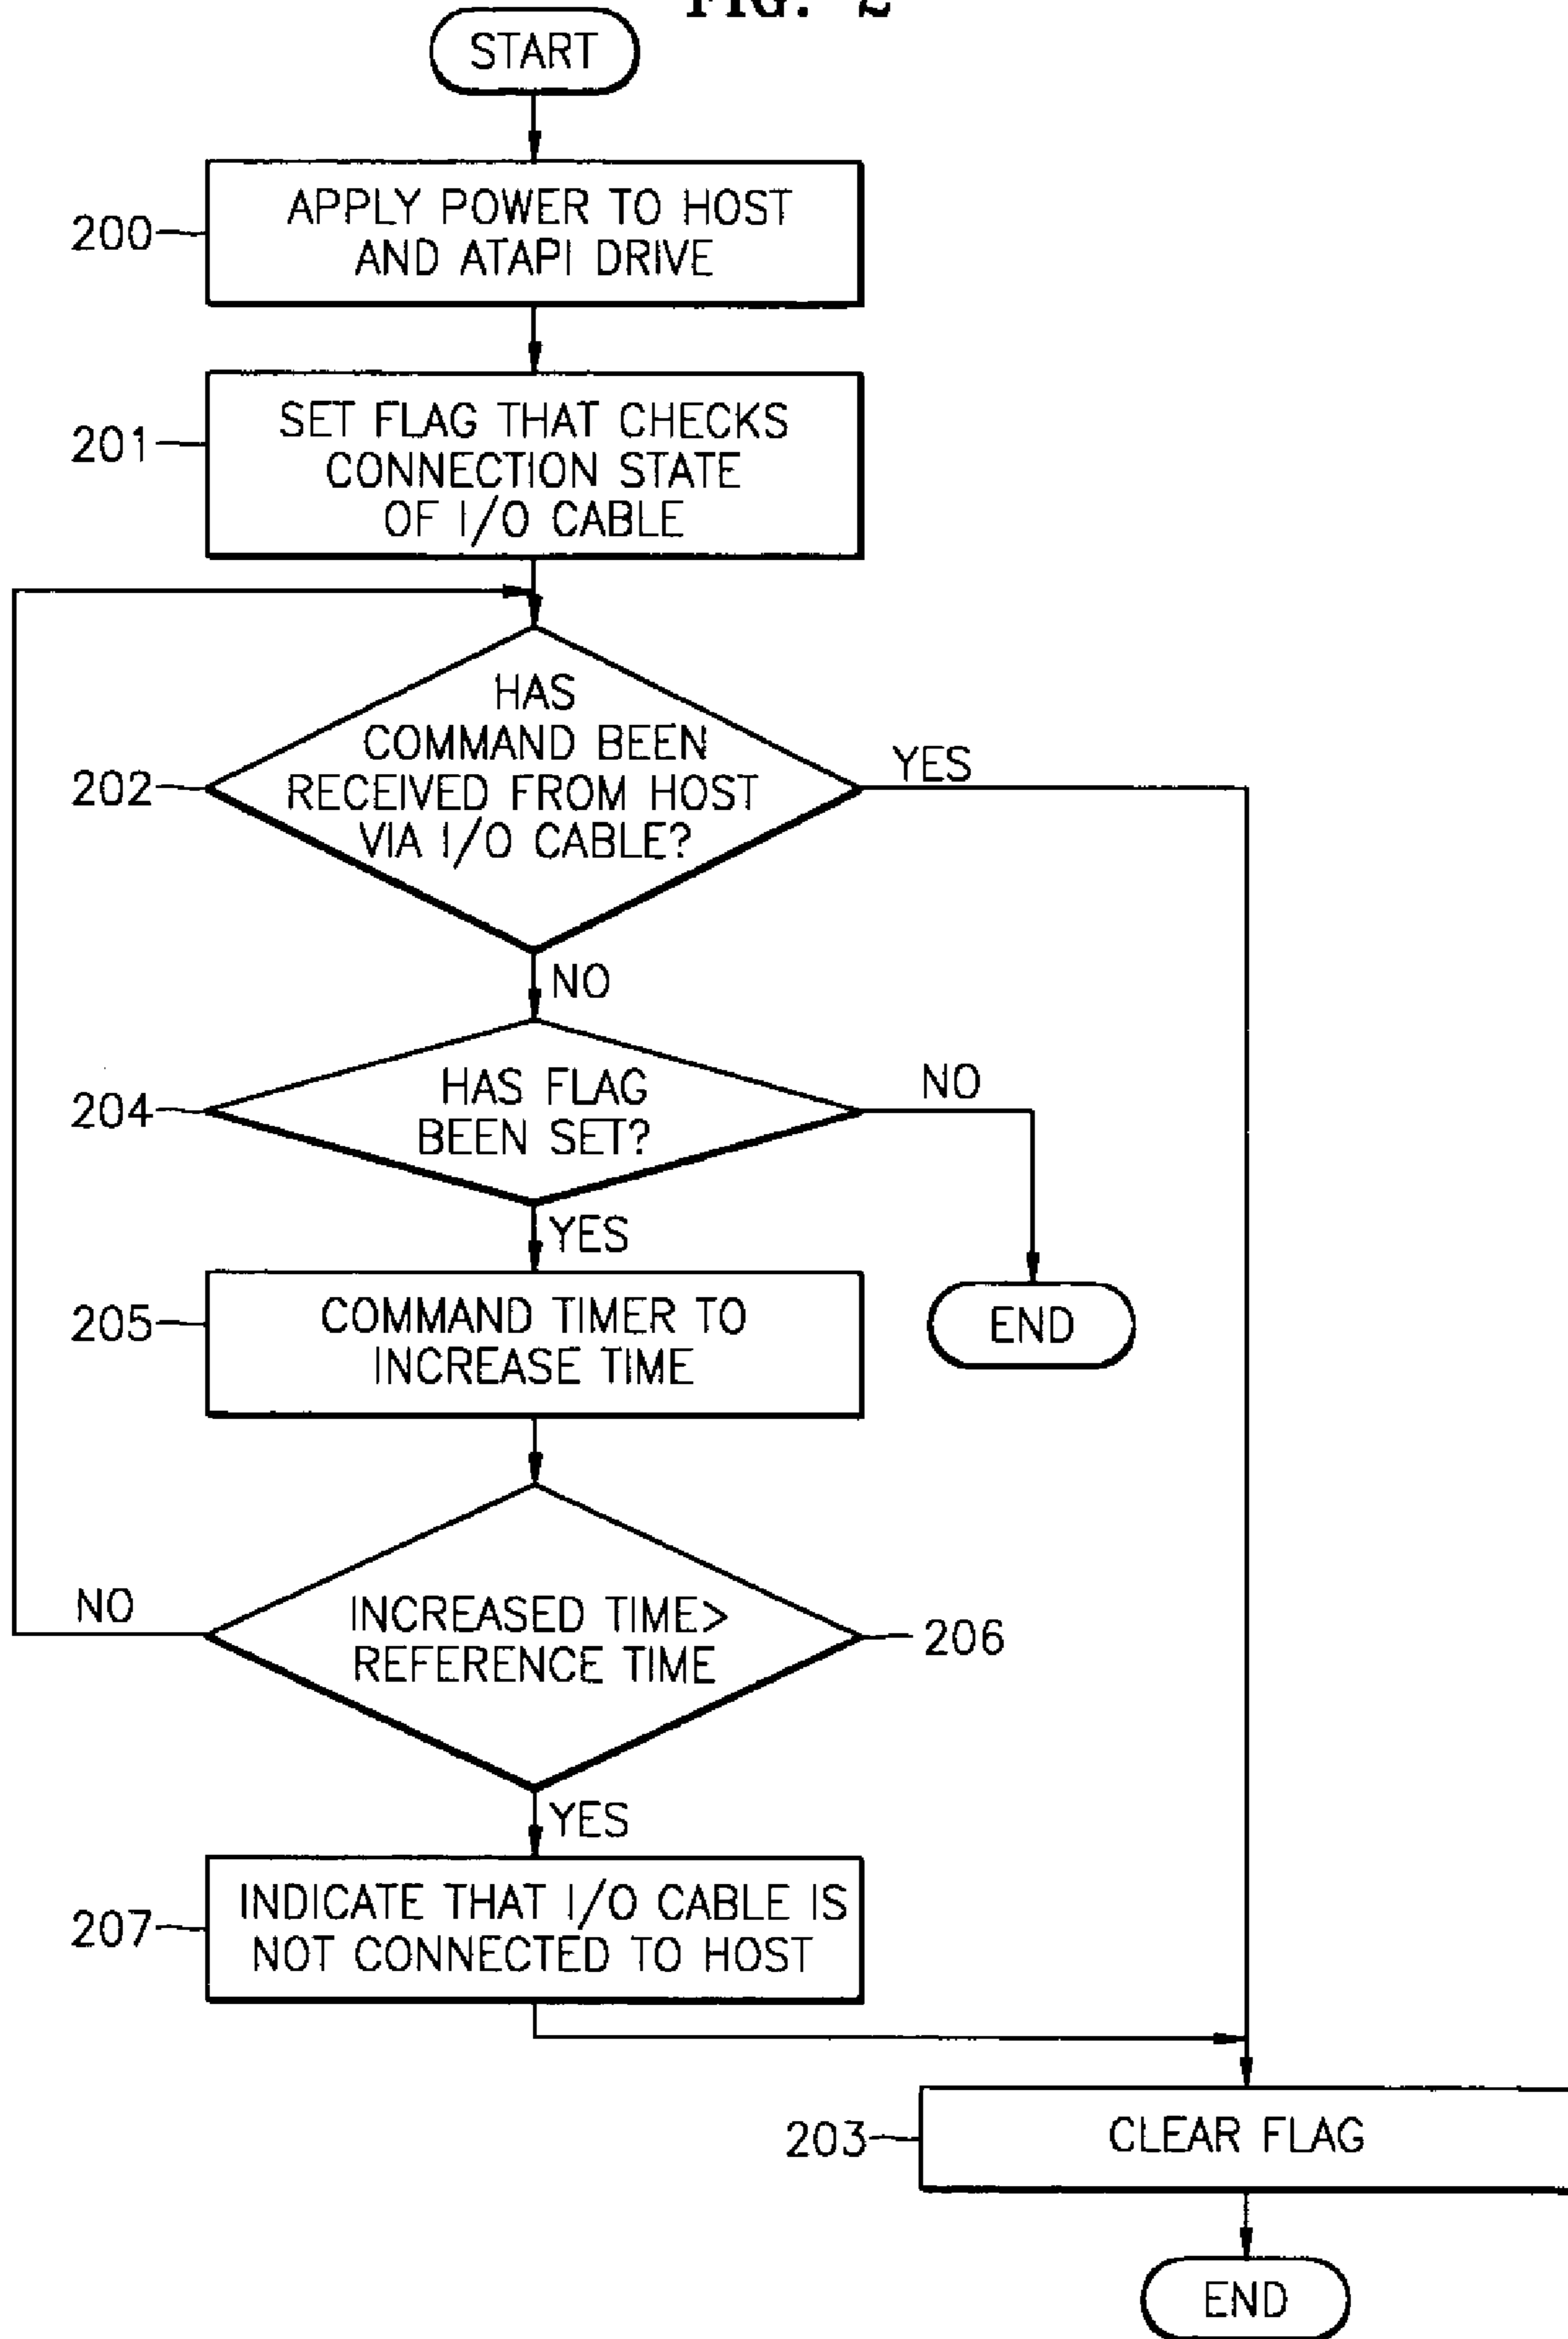 FIG. 2
START
200
APPLY POWER TO HOST
AND ATAPI DRIVE
201
SET FLAG THAT CHECKS
CONNECTION STATE
OF I/O CABLE
202
HAS
COMMAND BEEN
RECEIVED FROM HOST
VIA I/O CABLE?
YES
NO
204
HAS FLAG
BEEN SET?
NO
YES
205
COMMAND TIMER TO
INCREASE TIME
END
NO
INCREASED TIME>
REFERENCE TIME
206
YES
207
INDICATE THAT I/O CABLE IS
NOT CONNECTED TO HOST
203
CLEAR FLAG
END